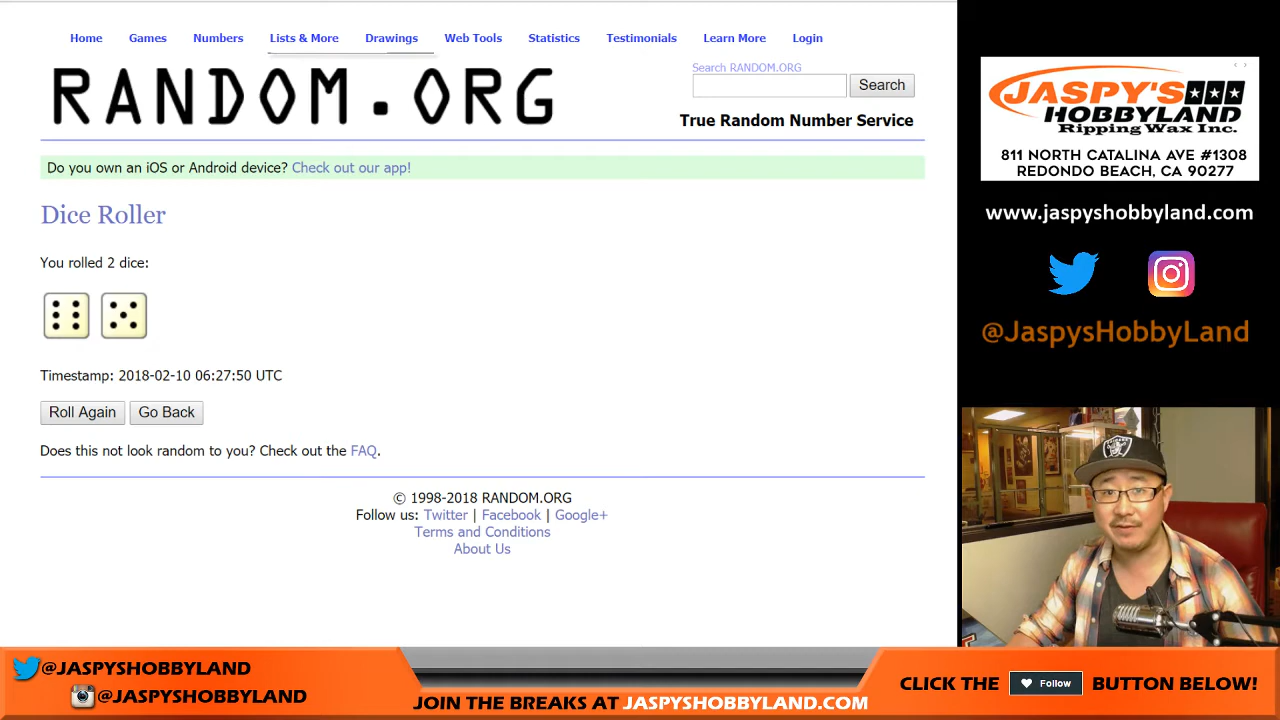 Home Games Numbers Lists & More Drawings Web Tools Statistics Testimonials Learn More Login
RANDOM.ORG
Search RANDOM.ORG
Search
True Random Number Service
Do you own an iOS or Android device? Check out our app!
Dice Roller
You rolled 2 dice:
Timestamp: 2018-02-10 06:27:50 UTC
Roll Again Go Back
Does this not look random to you? Check out the FAQ.
© 1998-2018 RANDOM.ORG
Follow us: Twitter | Facebook | Google+
Terms and Conditions
About Us
JASPY'S
HOBBYLAND
Ripping Wax Inc.
811 NORTH CATALINA AVE #1308
REDONDO BEACH, CA 90277
www.jaspyshobbyland.com
@JaspysHobbyLand
@JASPYSHOBBYLAND
@JASPYSHOBBYLAND
JOIN THE BREAKS AT JASPYSHOBBYLAND.COM
CLICK THE Follow BUTTON BELOW!